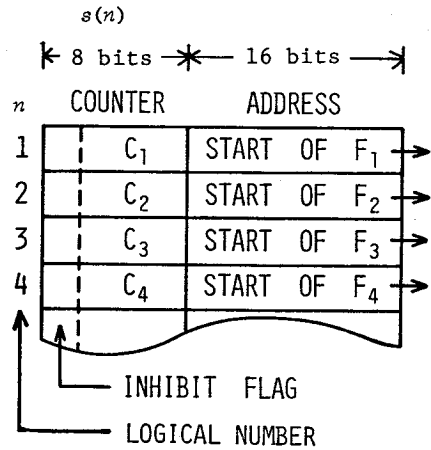 s(n)
8 bits 16 bits
n COUNTER ADDRESS
1 C₁ START OF F₁
2 C₂ START OF F₂
3 C₃ START OF F₃
4 C₄ START OF F₄
INHIBIT FLAG
LOGICAL NUMBER